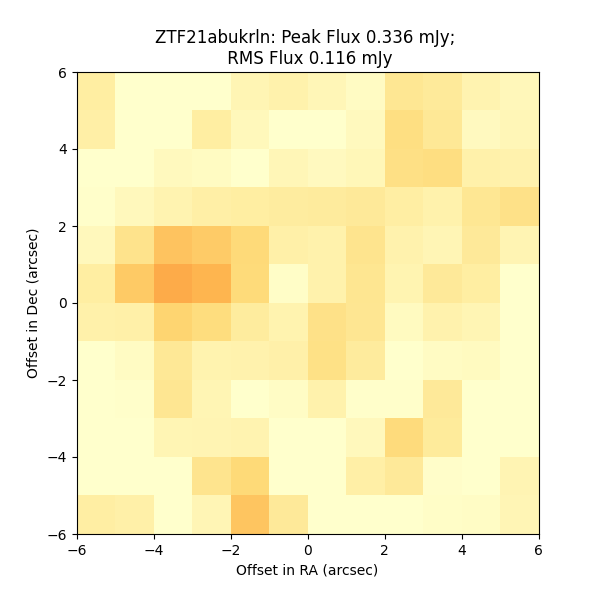 ZTF21abukrln: Peak Flux 0.336 mJy;
RMS Flux 0.116 mJy
6
4
2
0
−2
−4
−6
Offset in Dec (arcsec)
−6 −4 −2 0 2 4 6
Offset in RA (arcsec)